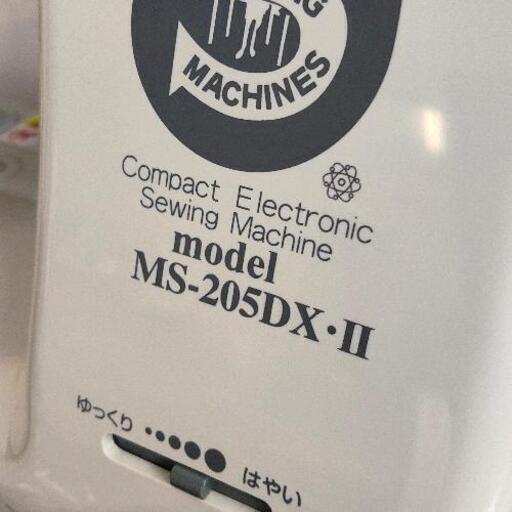 MACHINES
Compact Electronic
Sewing Machine
model
MS-205DX・II
ゆっくり
はやい